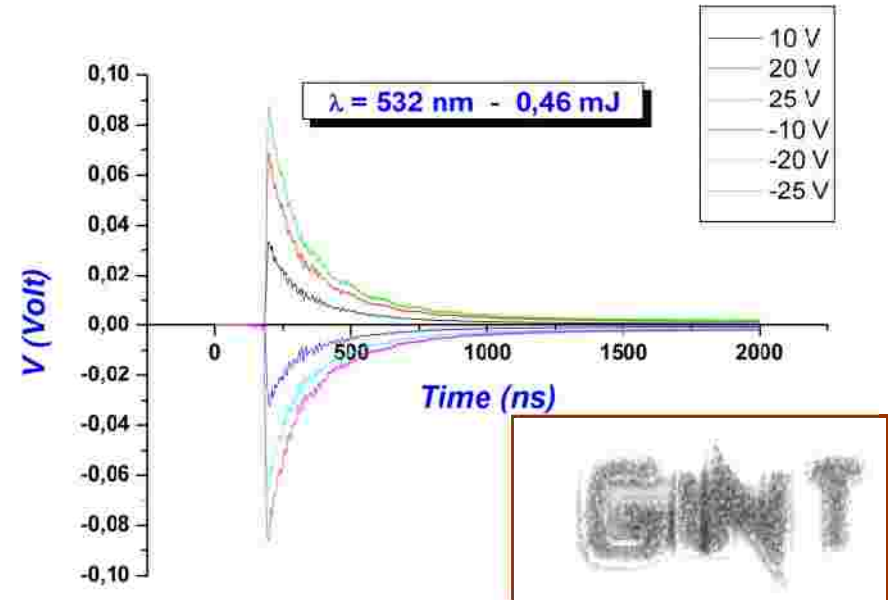 0,10
0,08
0,06
0,04
0,02
0,00
-0,02
-0,04
-0,06
-0,08
-0,10
V (Volt)
λ = 532 nm - 0,46 mJ
10 V
20 V
25 V
-10 V
-20 V
-25 V
0 500 1000 1500 2000
Time (ns)
GINT